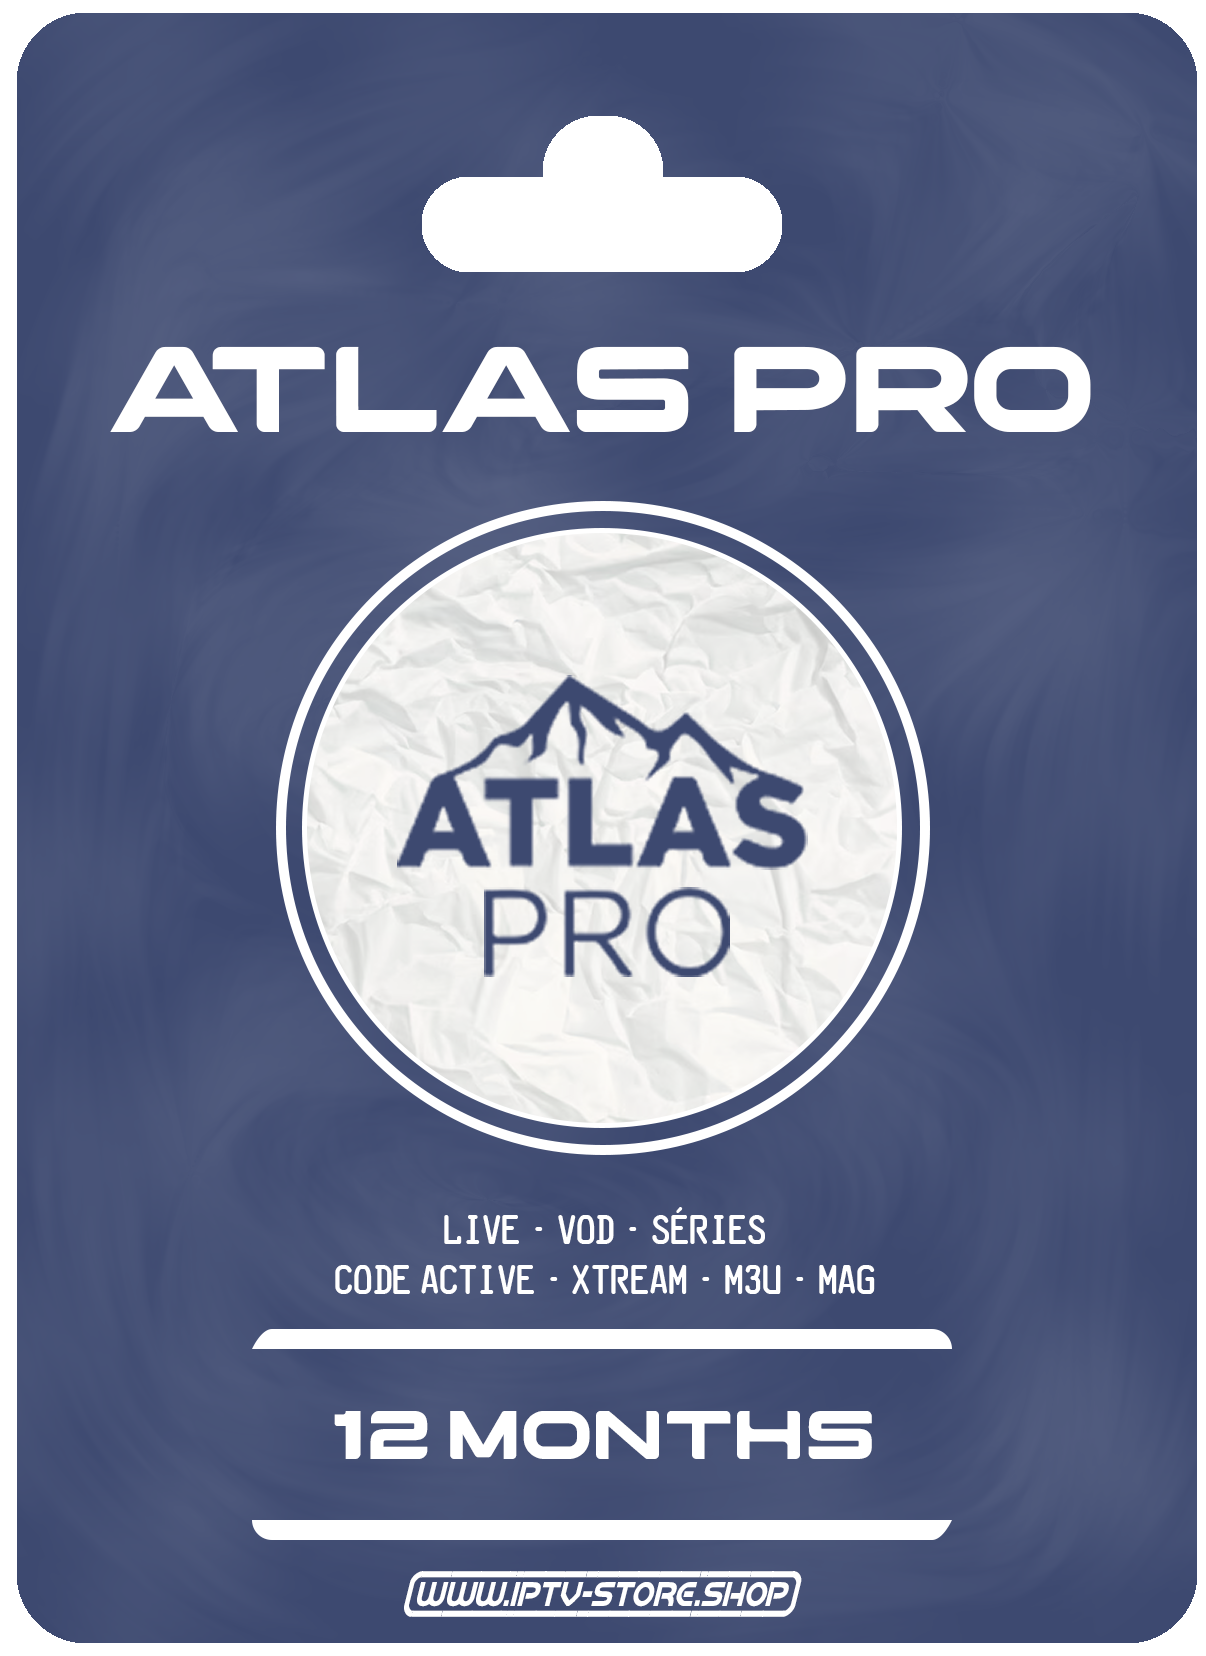 ATLAS PRO
ATLAS
PRO
LIVE - VOD - SÉRIES
CODE ACTIVE - XTREAM - M3U - MAG
12 MONTHS
WWW.IPTV-STORE.SHOP